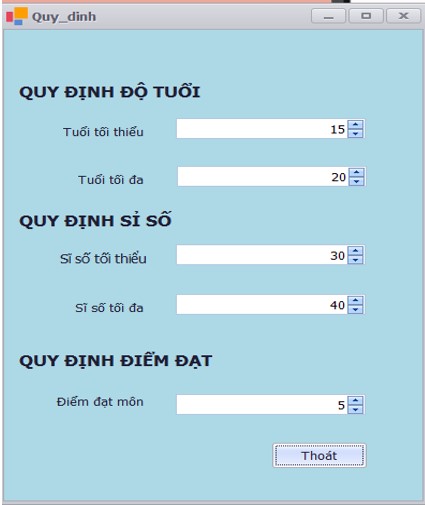 Quy_dinh
QUY ĐỊNH ĐỘ TUỔI
Tuổi tối thiểu 15
Tuổi tối đa 20
QUY ĐỊNH SỈ SỐ
Sĩ số tối thiểu 30
Sĩ số tối đa 40
QUY ĐỊNH ĐIỂM ĐẠT
Điểm đạt môn 5
Thoát